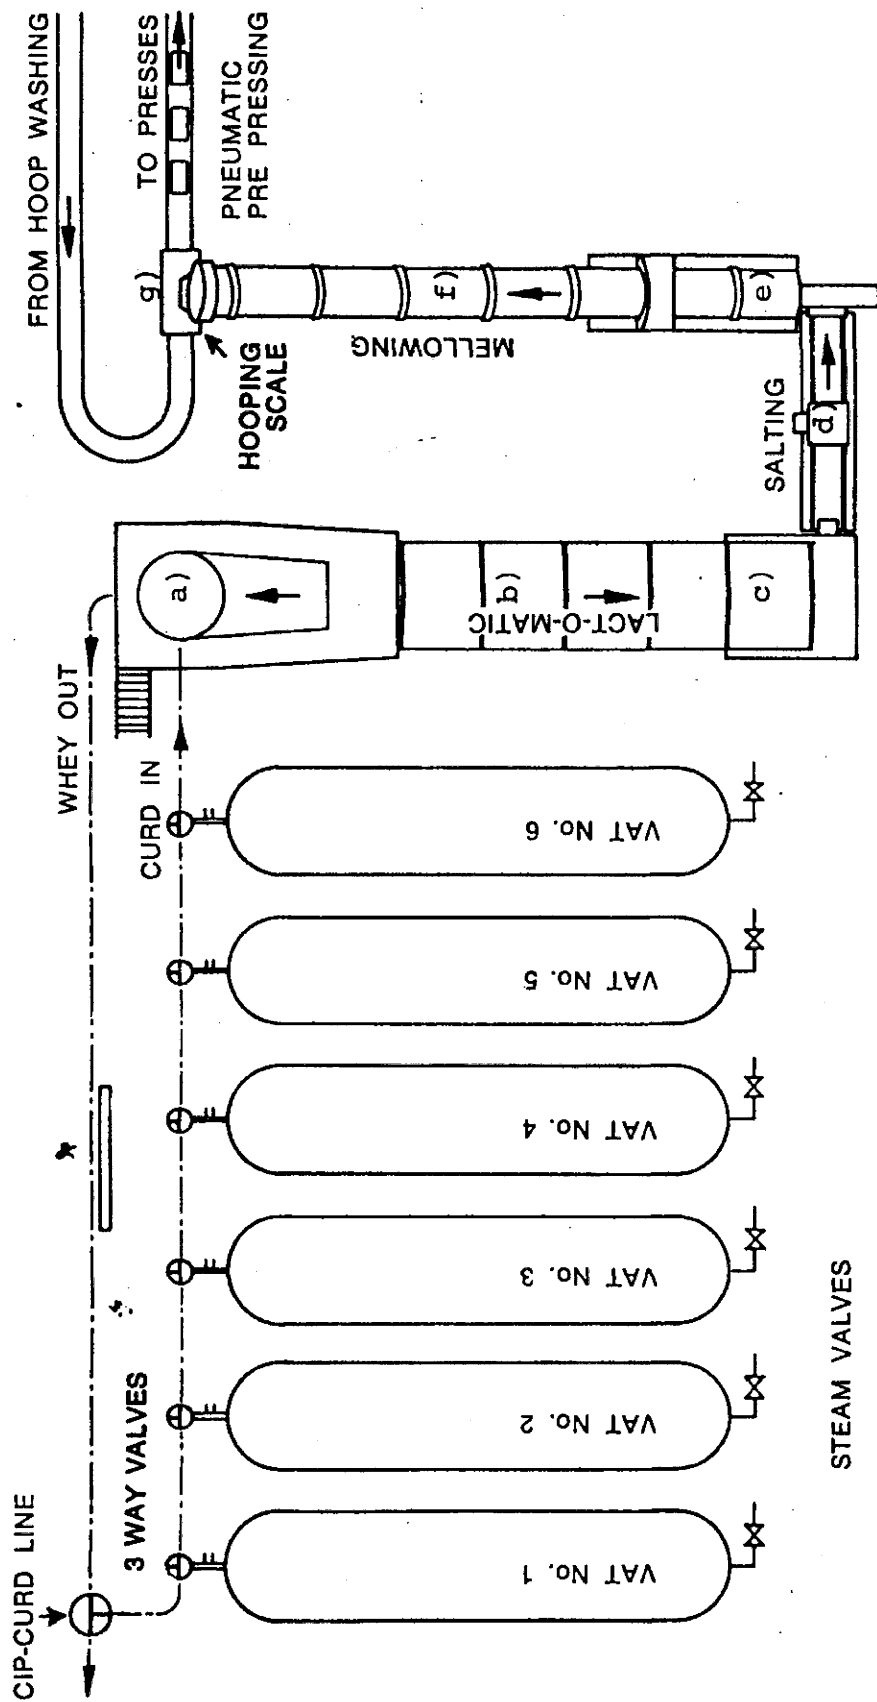 CIP-CURD LINE
3 WAY VALVES
WHEY OUT
CURD IN
VAT No. 1
VAT No. 2
VAT No. 3
VAT No. 4
VAT No. 5
VAT No. 6
STEAM VALVES
a)
b)
LACT-O-MATIC
c)
SALTING
d)
e)
f)
MELLOWING
g)
HOOPING
SCALE
FROM HOOP WASHING
TO PRESSES
PNEUMATIC
PRE PRESSING